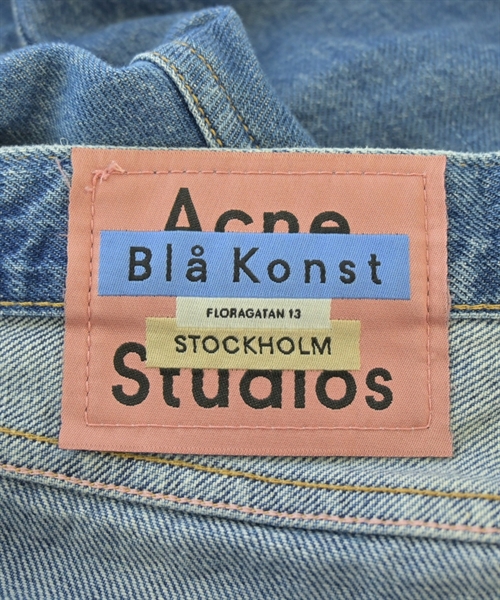 Acne
Blå Konst
FLORAGATAN 13
STOCKHOLM
Studios